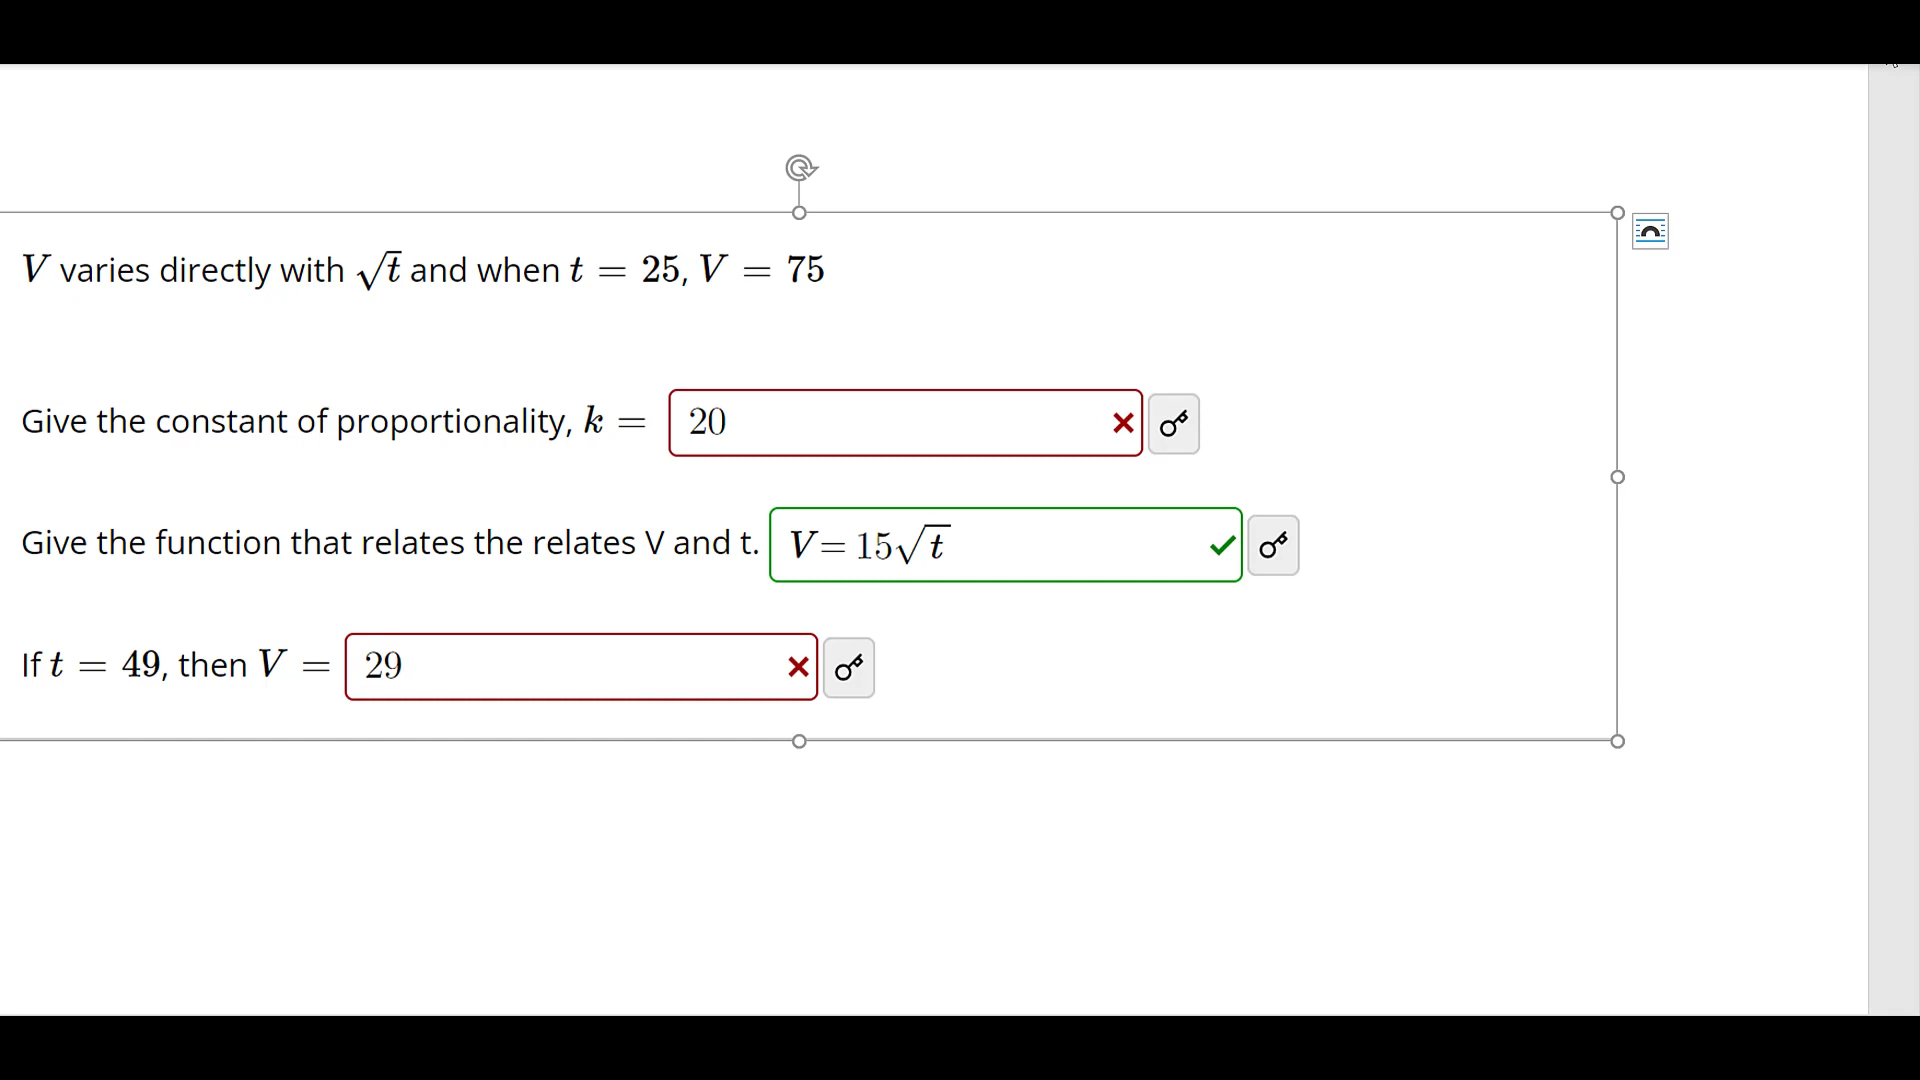 V varies directly with √t and when t = 25, V = 75
Give the constant of proportionality, k = 20
Give the function that relates the relates V and t. V = 15√t
If t = 49, then V = 29